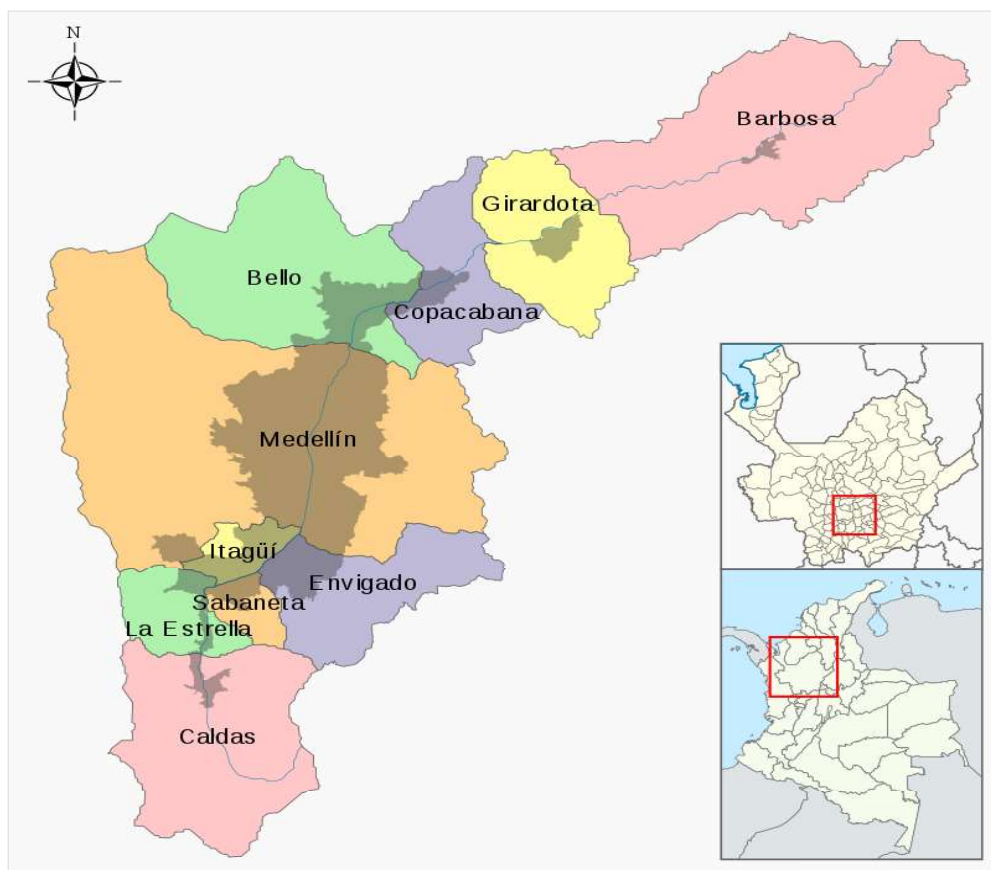 N
Barbosa
Girardota
Bello
Copacabana
Medellín
Itagüí
Envigado
Sabaneta
La Estrella
Caldas